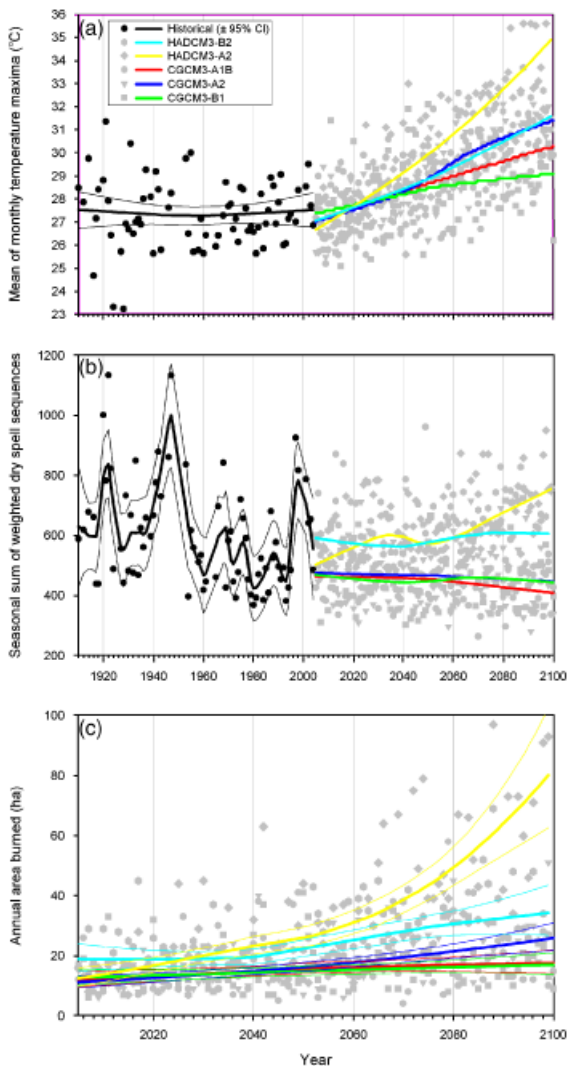 (a)
Historical (± 95% CI)
HADCM3-B2
HADCM3-A2
CGCM3-A1B
CGCM3-A2
CGCM3-B1
Mean of monthly temperature maxima (°C)
36
35
34
33
32
31
30
29
28
27
26
25
24
23
(b)
Seasonal sum of weighted dry spell sequences
1200
1000
800
600
400
200
1920 1940 1960 1980 2000 2020 2040 2060 2080 2100
(c)
Annual area burned (ha)
100
80
60
40
20
0
2020 2040 2060 2080 2100
Year